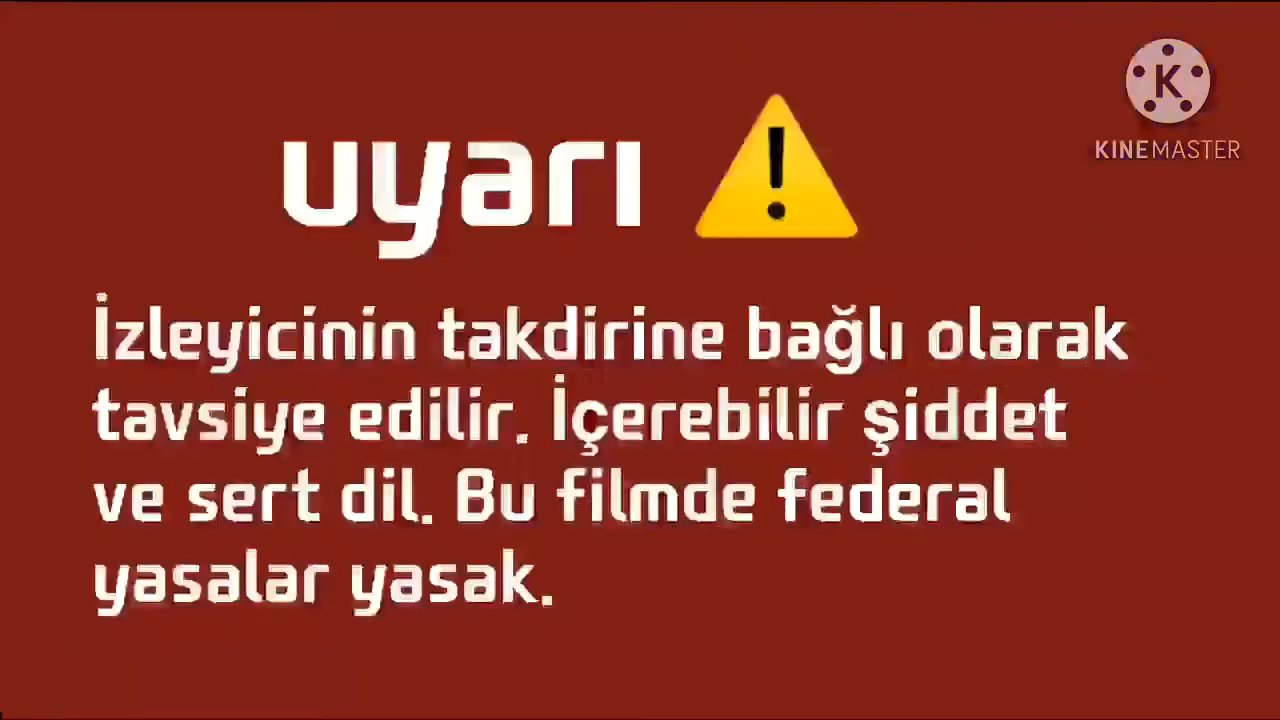 uyarı
K
KINEMASTER
İzleyicinin takdirine bağlı olarak
tavsiye edilir. İçerebilir şiddet
ve sert dil. Bu filmde federal
yasalar yasak.